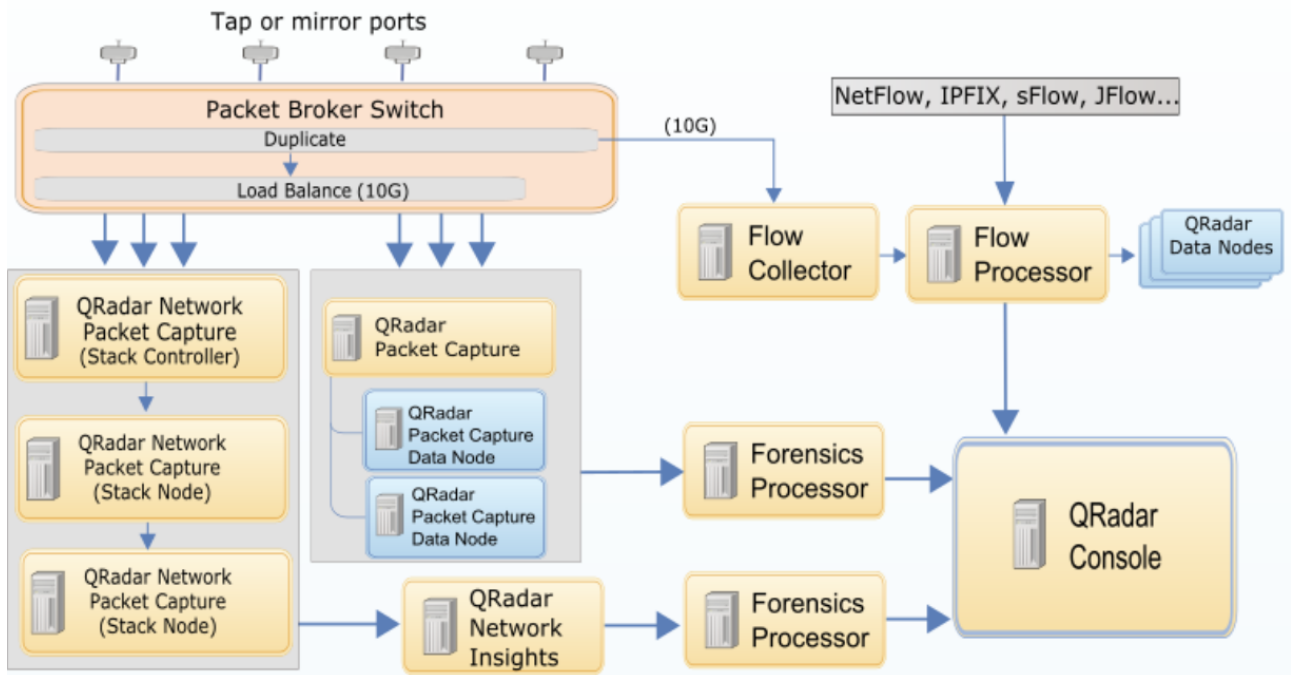 Tap or mirror ports
Packet Broker Switch
Duplicate
Load Balance (10G)
(10G)
NetFlow, IPFIX, sFlow, JFlow...
Flow
Collector
Flow
Processor
QRadar
Data Nodes
QRadar Network
Packet Capture
(Stack Controller)
QRadar Network
Packet Capture
(Stack Node)
QRadar Network
Packet Capture
(Stack Node)
QRadar
Packet Capture
QRadar
Packet Capture
Data Node
QRadar
Packet Capture
Data Node
Forensics
Processor
QRadar
Network
Insights
Forensics
Processor
QRadar
Console